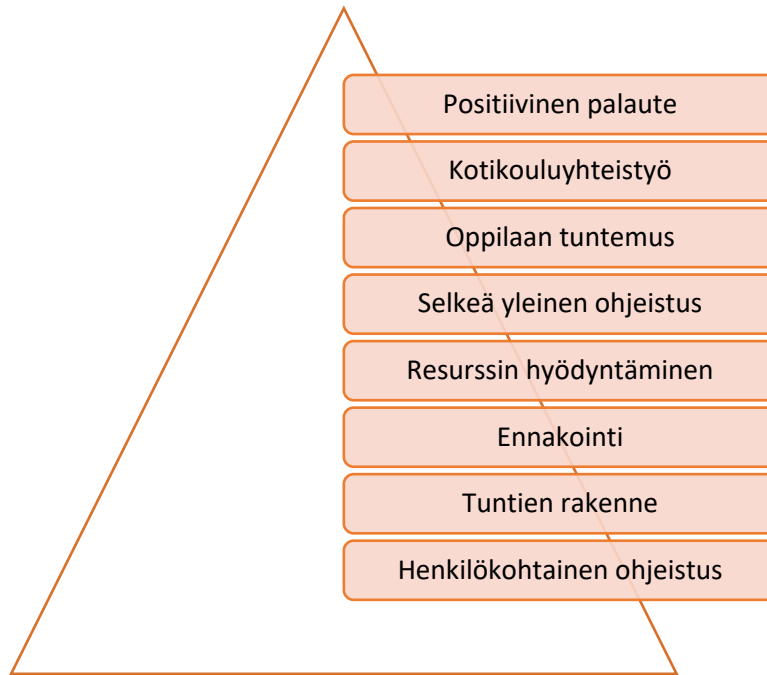 Positiivinen palaute
Kotikouluyhteistyö
Oppilaan tuntemus
Selkeä yleinen ohjeistus
Resurssin hyödyntäminen
Ennakointi
Tuntien rakenne
Henkilökohtainen ohjeistus